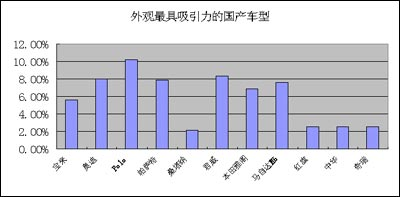 外观最具吸引力的国产车型
12.00%
10.00%
8.00%
6.00%
4.00%
2.00%
0.00%
宝来
奥迪
Polo
帕萨特
桑塔纳
君威
本田雅阁
马自达
红旗
中华
奇瑞